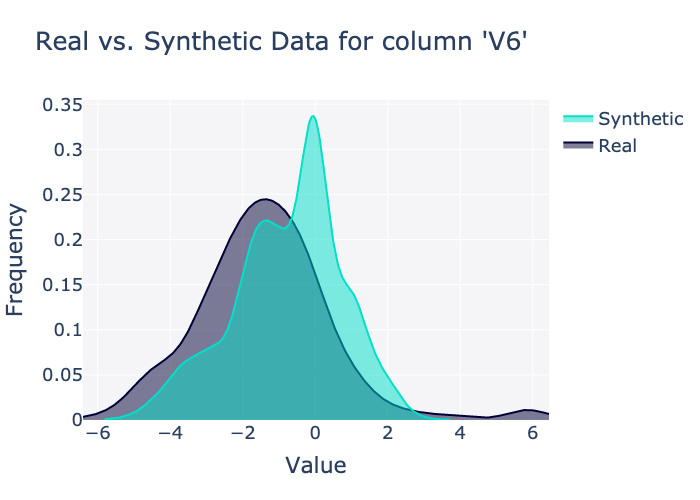 Real vs. Synthetic Data for column 'V6'
Synthetic
Real
Frequency
0.35
0.3
0.25
0.2
0.15
0.1
0.05
0
−6 −4 −2 0 2 4 6
Value